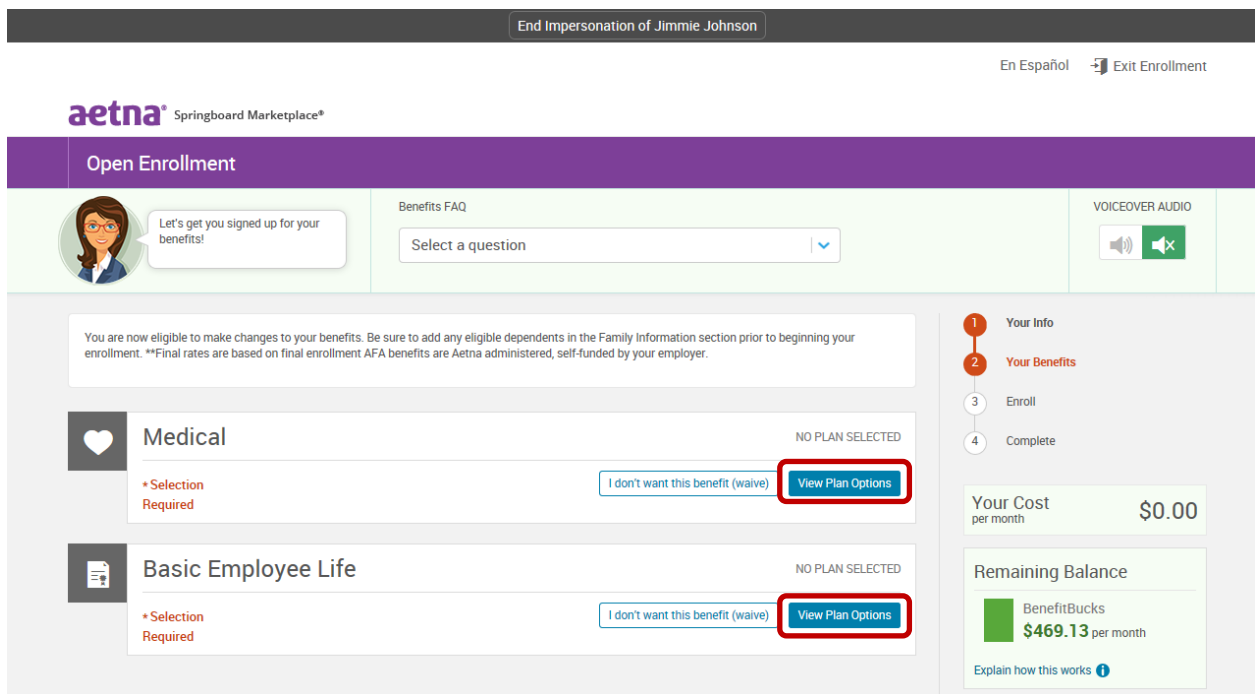 End Impersonation of Jimmie Johnson
En Español Exit Enrollment
aetna® Springboard Marketplace®
Open Enrollment
Let's get you signed up for your
benefits!
Benefits FAQ
Select a question
VOICEOVER AUDIO
You are now eligible to make changes to your benefits. Be sure to add any eligible dependents in the Family Information section prior to beginning your
enrollment. **Final rates are based on final enrollment AFA benefits are Aetna administered, self-funded by your employer.
1 Your Info
2 Your Benefits
3 Enroll
4 Complete
Medical
NO PLAN SELECTED
* Selection
Required
I don't want this benefit (waive) View Plan Options
Basic Employee Life
NO PLAN SELECTED
* Selection
Required
I don't want this benefit (waive) View Plan Options
Your Cost
per month
$0.00
Remaining Balance
BenefitBucks
$469.13 per month
Explain how this works i